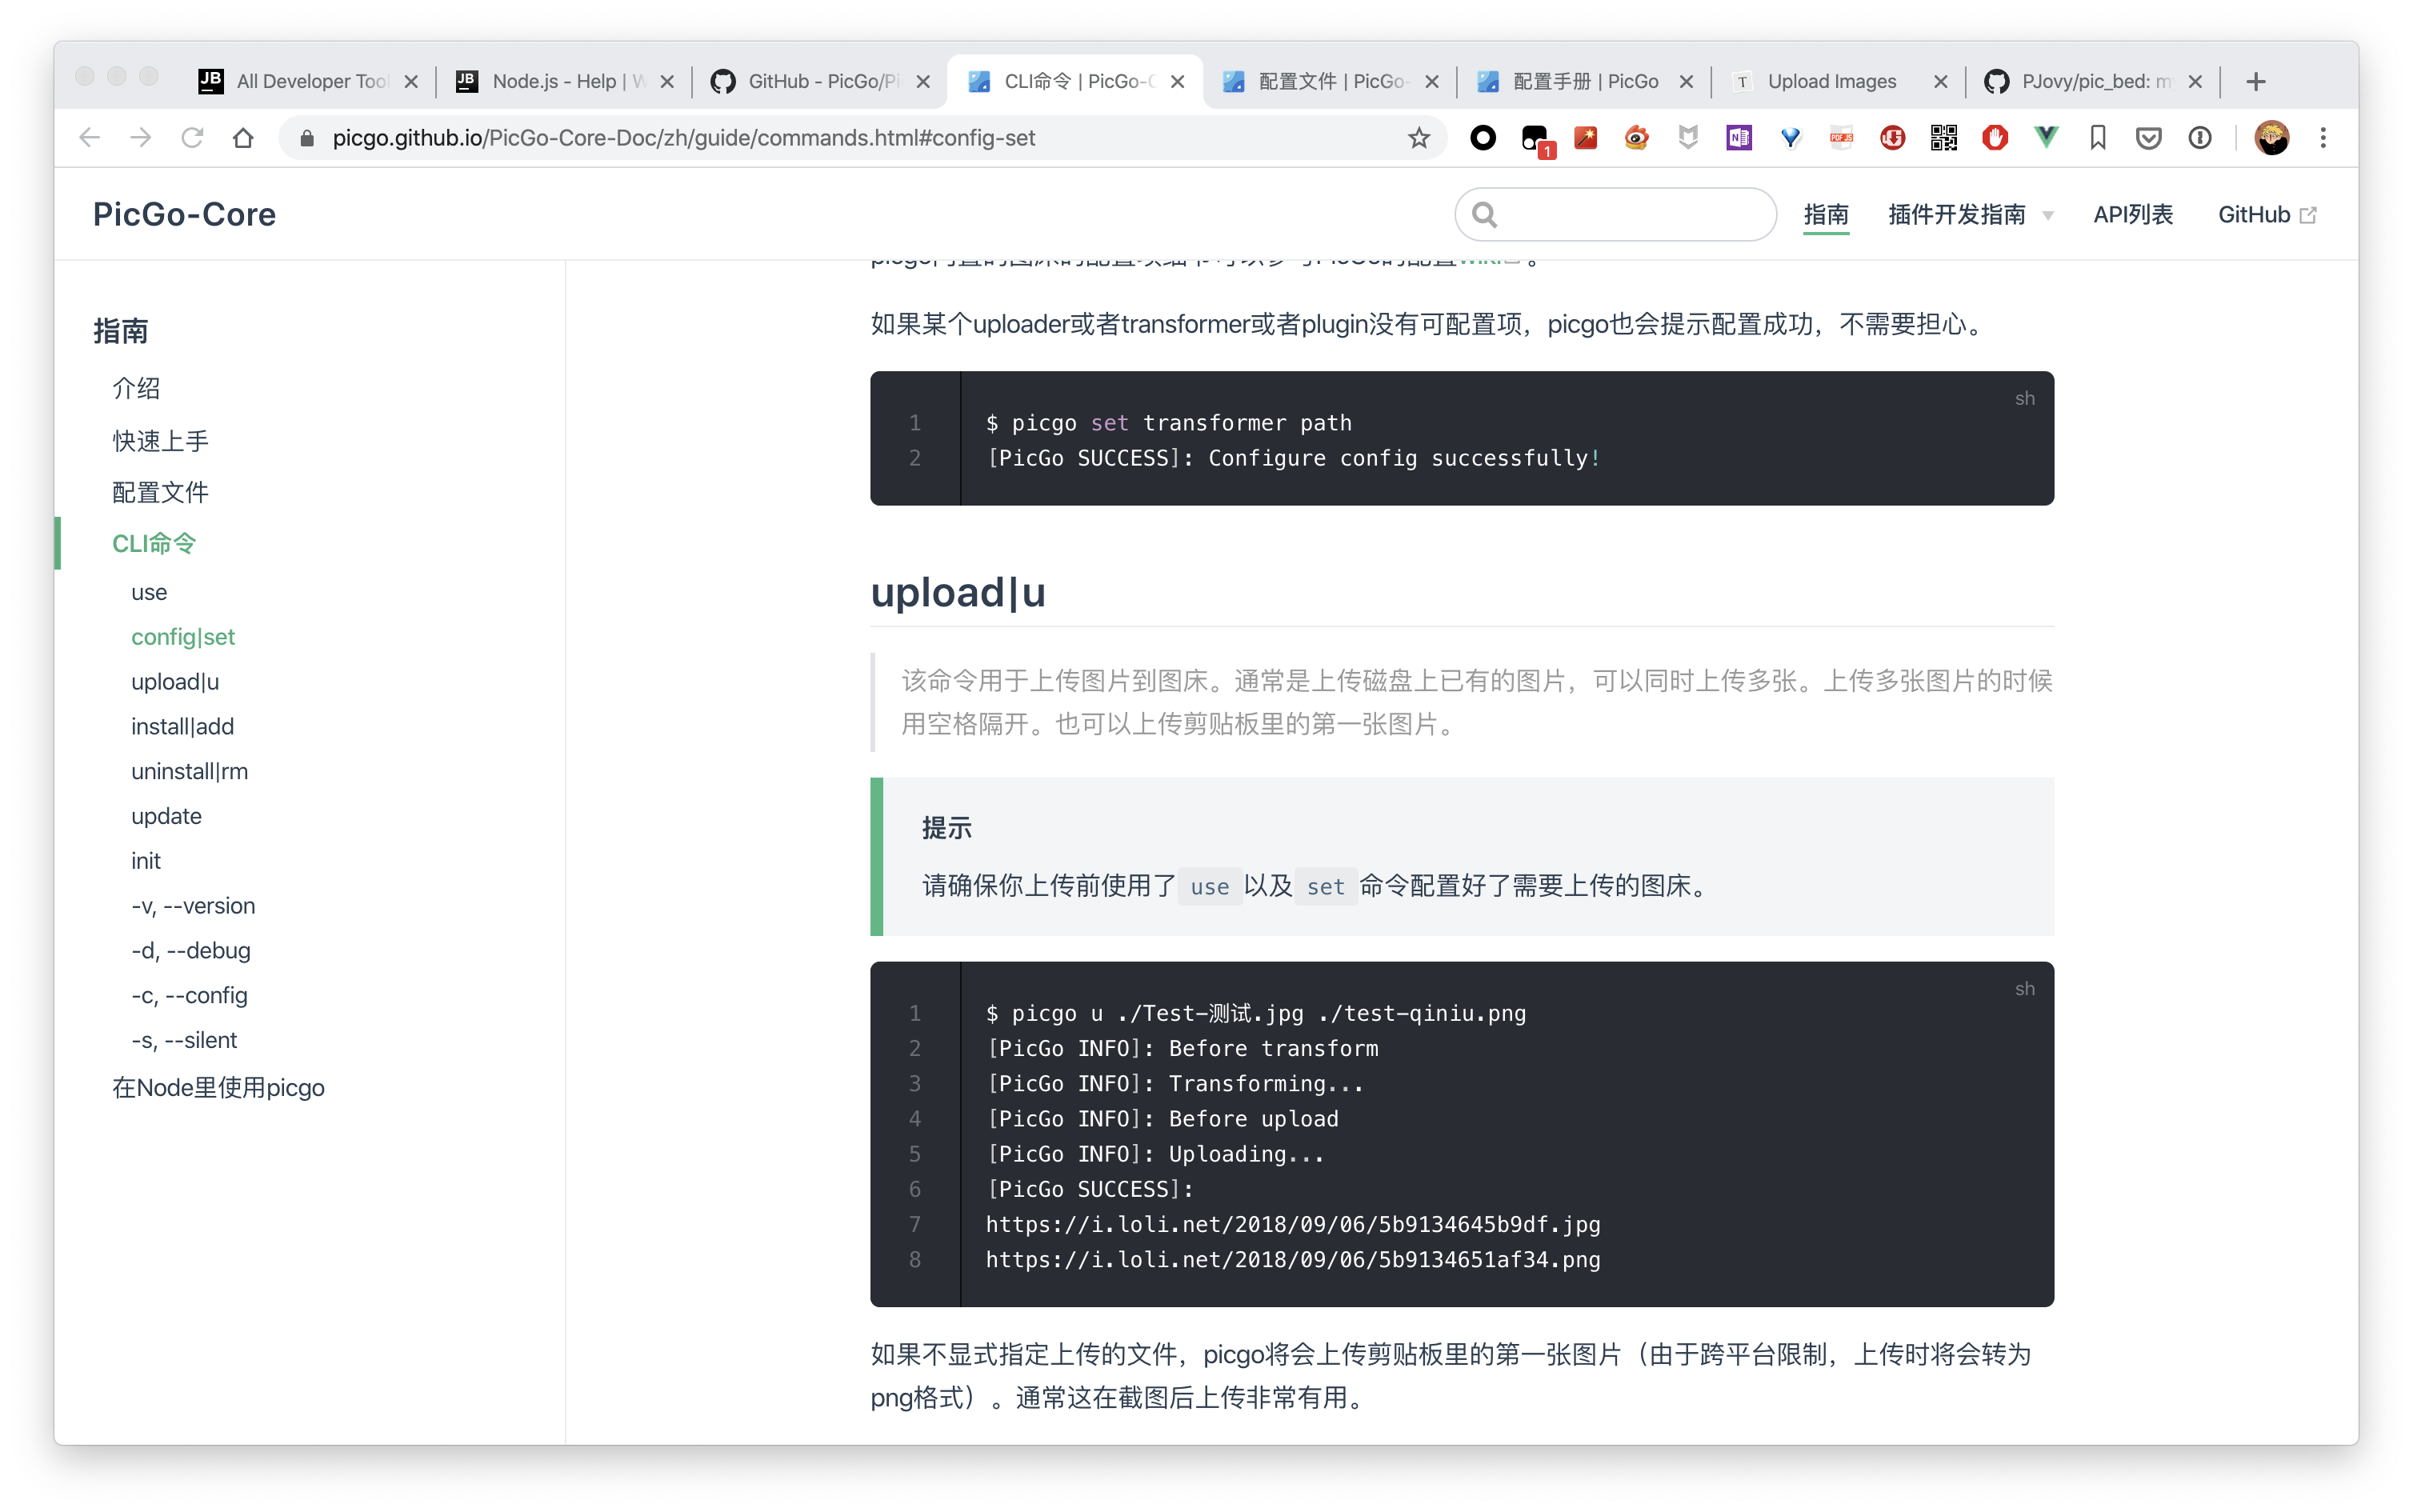 All Developer Too
Node.js - Help | W
GitHub - PicGo/Pi
CLI命令 | PicGo-C
配置文件 | PicGo-
配置手册 | PicGo
Upload Images
PJovy/pic_bed: m
picgo.github.io/PicGo-Core-Doc/zh/guide/commands.html#config-set
1
PicGo-Core
指南
插件开发指南
API列表
GitHub
指南
介绍
快速上手
配置文件
CLI命令
use
config|set
upload|u
install|add
uninstall|rm
update
init
-v, --version
-d, --debug
-c, --config
-s, --silent
在Node里使用picgo
如果某个uploader或者transformer或者plugin没有可配置项，picgo也会提示配置成功，不需要担心。
sh
1 $ picgo set transformer path
2 [PicGo SUCCESS]: Configure config successfully!
upload|u
该命令用于上传图片到图床。通常是上传磁盘上已有的图片，可以同时上传多张。上传多张图片的时候
用空格隔开。也可以上传剪贴板里的第一张图片。
提示
请确保你上传前使用了 use 以及 set 命令配置好了需要上传的图床。
sh
1 $ picgo u ./Test-测试.jpg ./test-qiniu.png
2 [PicGo INFO]: Before transform
3 [PicGo INFO]: Transforming...
4 [PicGo INFO]: Before upload
5 [PicGo INFO]: Uploading...
6 [PicGo SUCCESS]:
7 https://i.loli.net/2018/09/06/5b9134645b9df.jpg
8 https://i.loli.net/2018/09/06/5b9134651af34.png
如果不显式指定上传的文件，picgo将会上传剪贴板里的第一张图片（由于跨平台限制，上传时将会转为
png格式）。通常这在截图后上传非常有用。